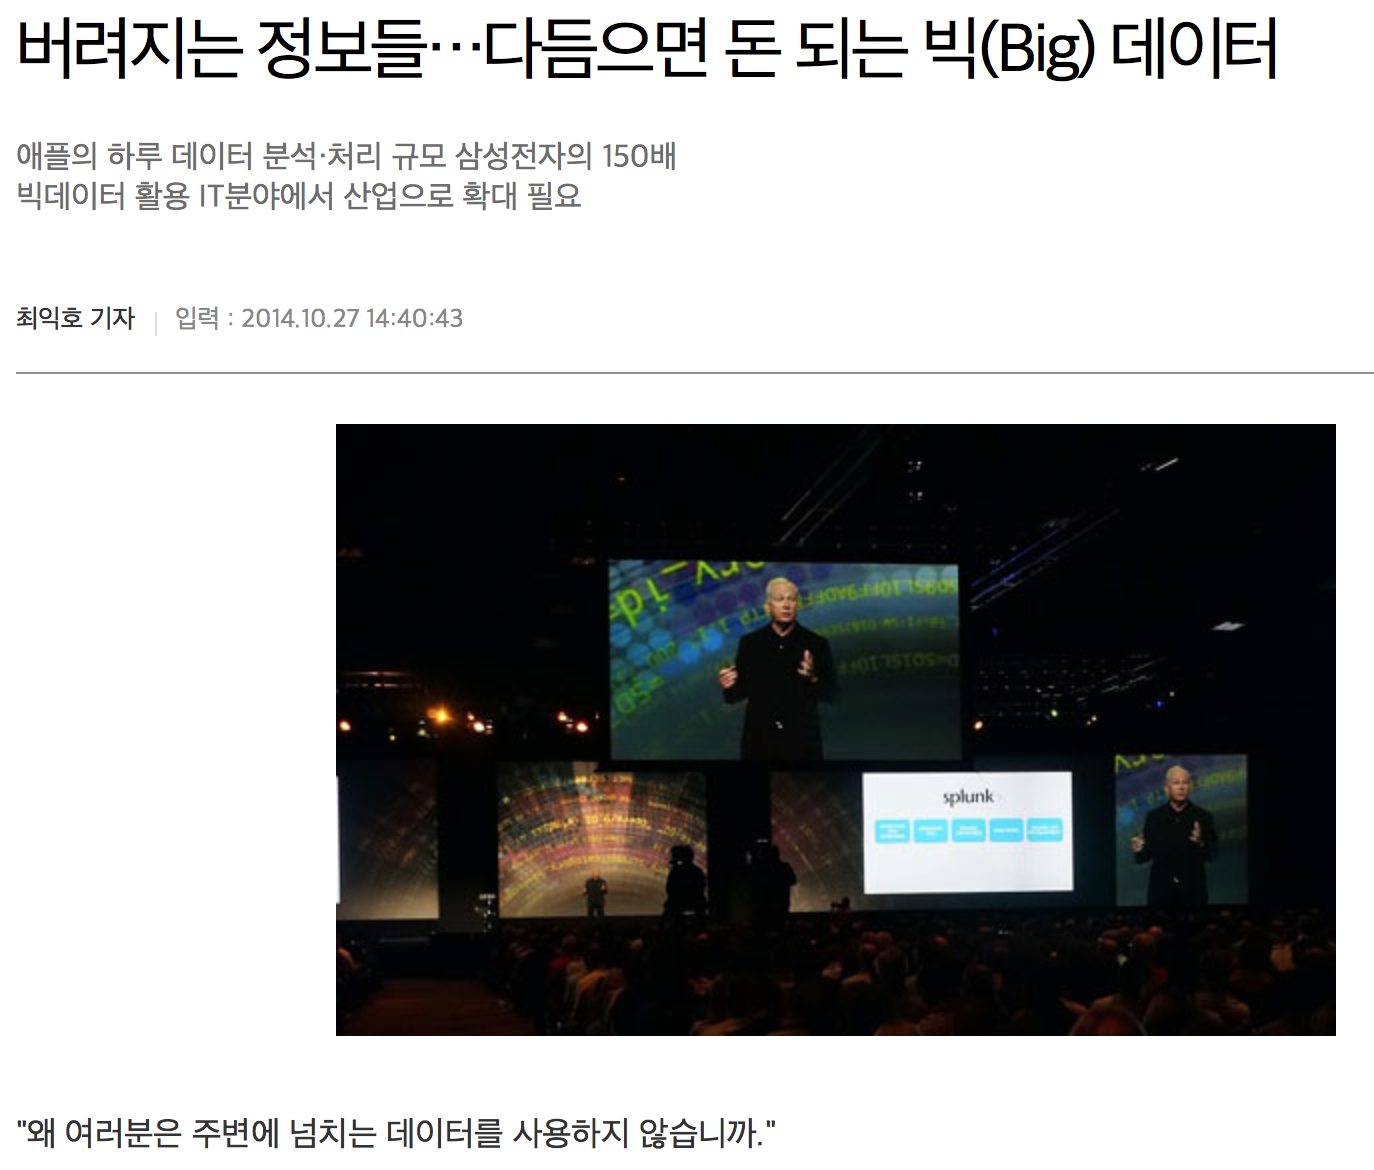 버려지는 정보들…다듬으면 돈 되는 빅(Big) 데이터
애플의 하루 데이터 분석·처리 규모 삼성전자의 150배
빅데이터 활용 IT분야에서 산업으로 확대 필요
최익호 기자 | 입력 : 2014.10.27 14:40:43
splunk>
"왜 여러분은 주변에 넘치는 데이터를 사용하지 않습니까."